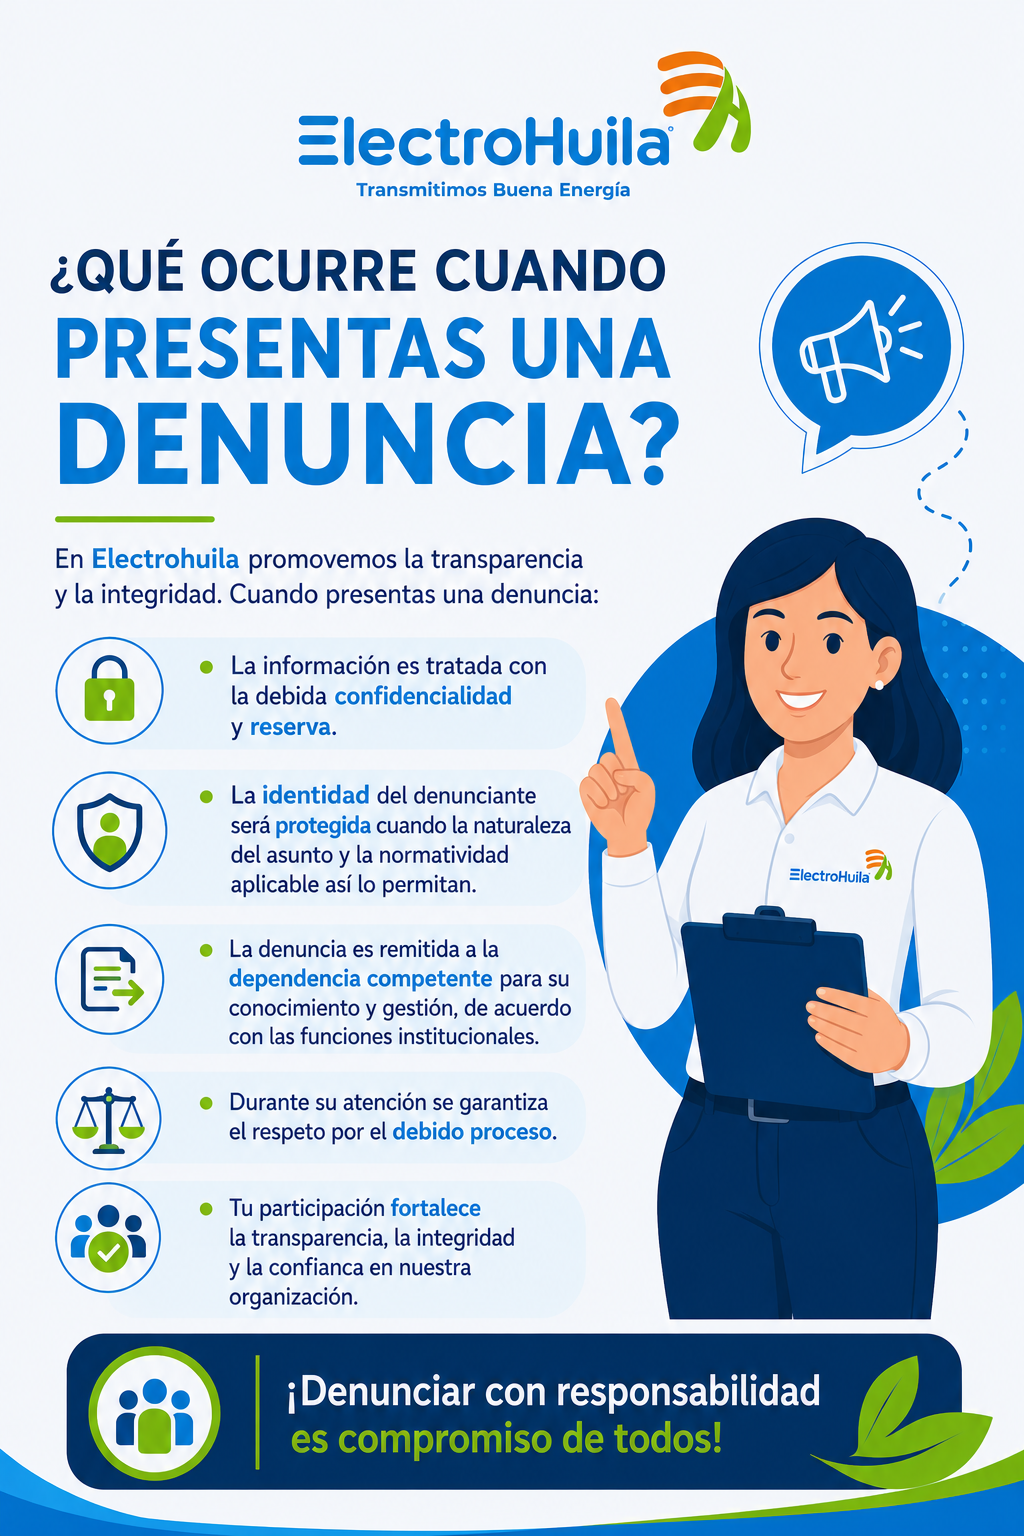 ElectroHuila
Transmitimos Buena Energía
¿QUÉ OCURRE CUANDO
PRESENTAS UNA
DENUNCIA?
En Electrohuila promovemos la transparencia
y la integridad. Cuando presentas una denuncia:
La información es tratada con
la debida confidencialidad
y reserva.
La identidad del denunciante
será protegida cuando la naturaleza
del asunto y la normatividad
aplicable así lo permitan.
ElectroHuila
La denuncia es remitida a la
dependencia competente para su
conocimiento y gestión, de acuerdo
con las funciones institucionales.
Durante su atención se garantiza
el respeto por el debido proceso.
Tu participación fortalece
la transparencia, la integridad
y la confianca en nuestra
organización.
¡Denunciar con responsabilidad
es compromiso de todos!